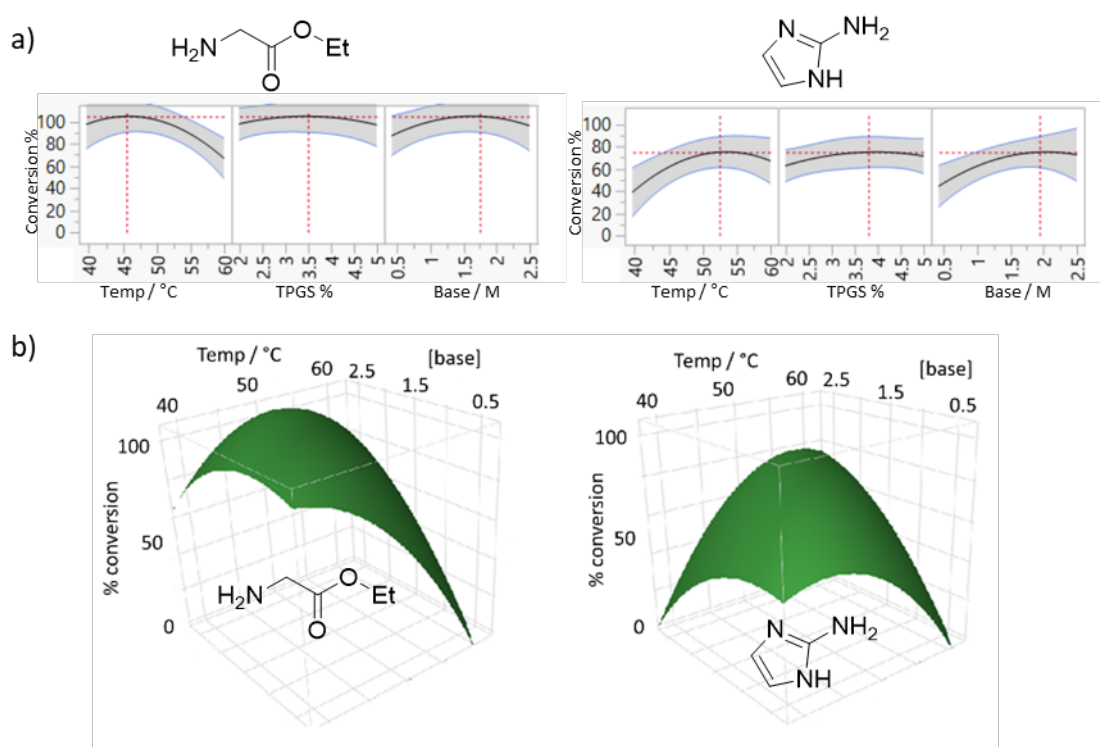 a)
H₂N O Et
O
N NH₂
NH
Conversion %
100
80
60
40
20
0
40 45 50 55 60
2 2.5 3 3.5 4 4.5 5
0.5 1 1.5 2 2.5
Temp / °C TPGS % Base / M
Conversion %
100
80
60
40
20
0
40 45 50 55 60
2 2.5 3 3.5 4 4.5 5
0.5 1 1.5 2 2.5
Temp / °C TPGS % Base / M
b)
Temp / °C [base]
40 50 60 2.5 1.5 0.5
100
50
0
% conversion
H₂N O Et
O
Temp / °C [base]
40 50 60 2.5 1.5 0.5
100
50
0
% conversion
N NH₂
NH